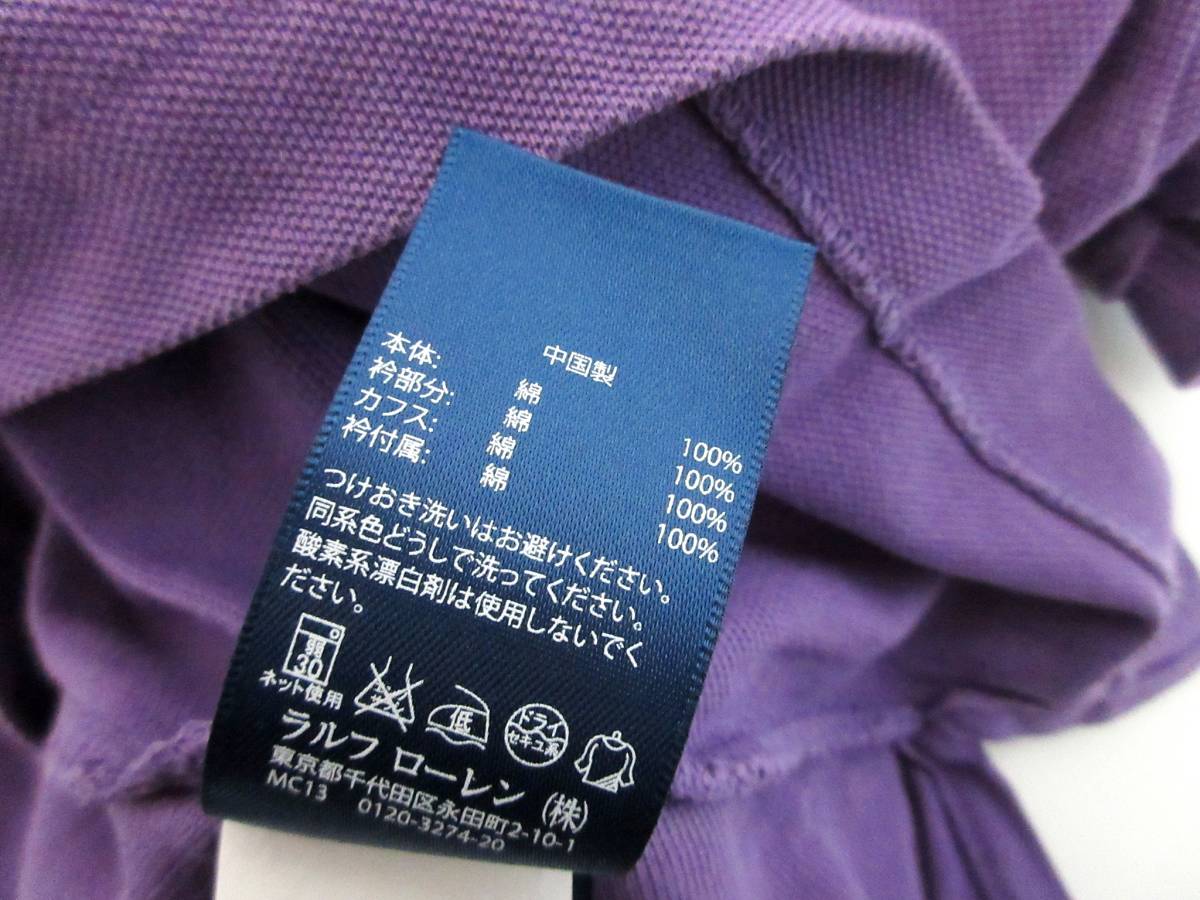 中国製
本体: 綿 100%
衿部分: 綿 100%
カフス: 綿 100%
衿付属: 綿 100%
つけおき洗いはお避けください。
同系色どうしで洗ってください。
酸素系漂白剤は使用しないでく
ださい。
弱
30
ネット使用
低
ドライ
セキユ系
ラルフ ローレン (株)
東京都千代田区永田町2-10-1
MC13 0120-3274-20